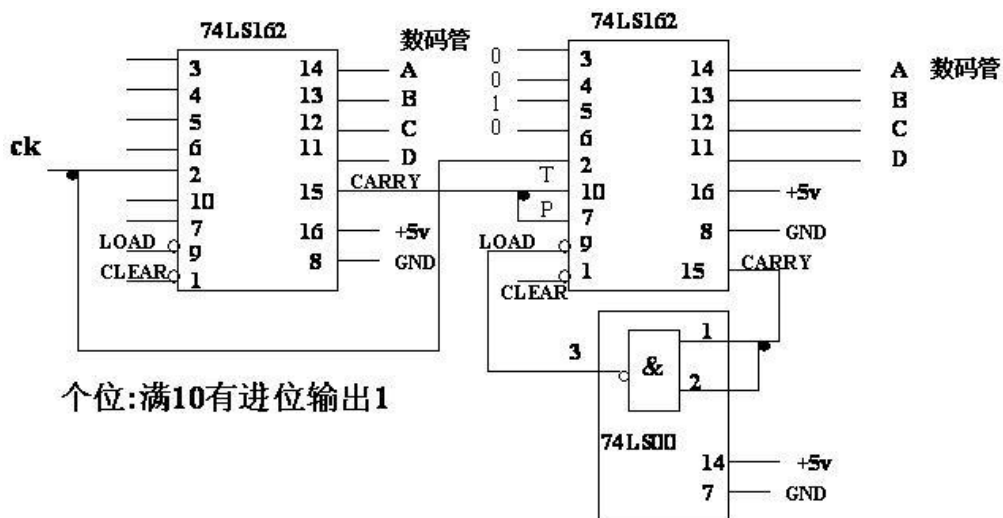 74LS162
74LS162
数码管
数码管
ck
3
4
5
6
2
10
7
9
1
14
13
12
11
15
16
8
A
B
C
D
CARRY
+5v
GND
LOAD
CLEAR
0
0
1
0
T
P
LOAD
CLEAR
3
4
5
6
2
10
7
9
1
14
13
12
11
16
8
15
A
B
C
D
+5v
GND
CARRY
3
&
1
2
74LS00
14
7
+5v
GND
个位:满10有进位输出1